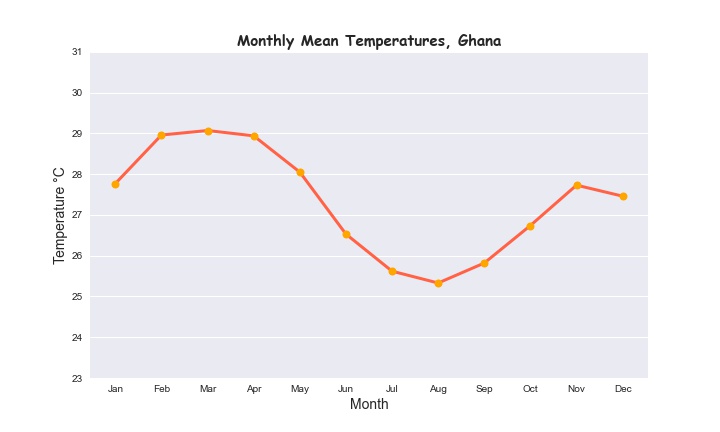 Monthly Mean Temperatures, Ghana
31
30
29
28
27
26
25
24
23
Temperature °C
Jan Feb Mar Apr May Jun Jul Aug Sep Oct Nov Dec
Month